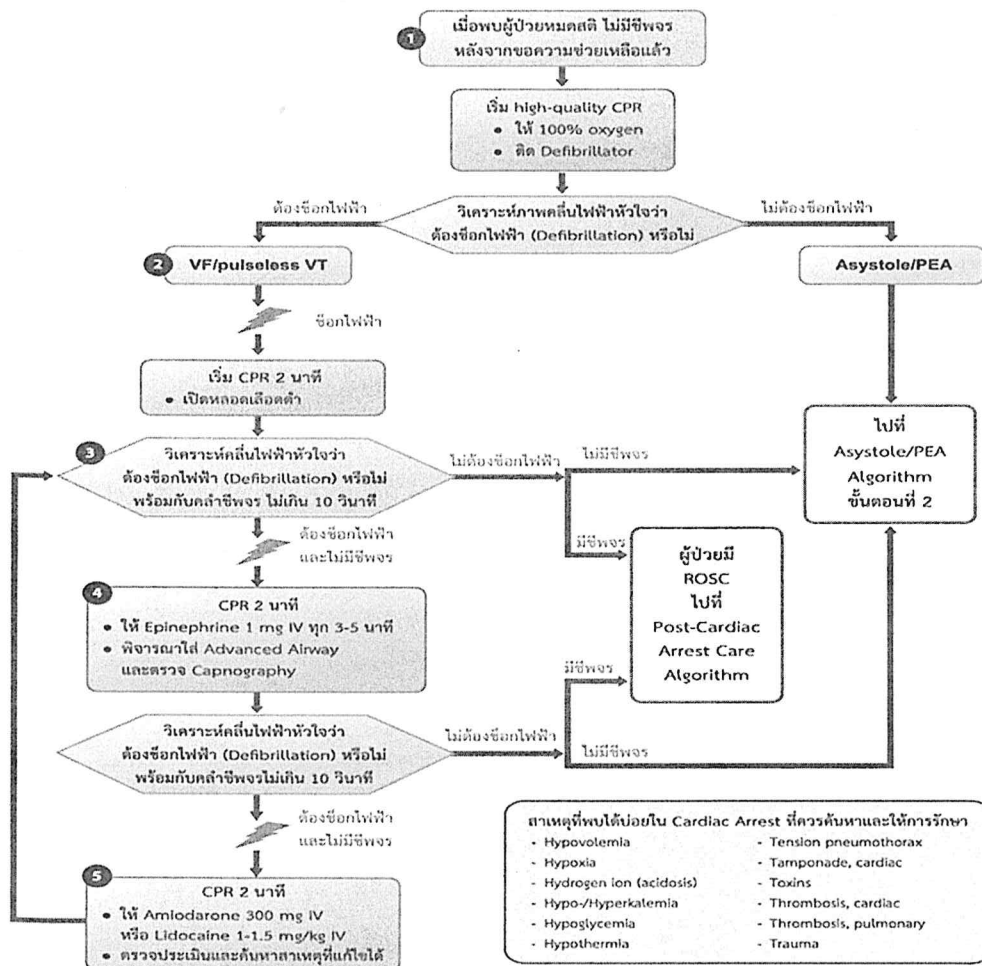 1
เมื่อพบผู้ป่วยหมดสติ ไม่มีชีพจร
หลังจากขอความช่วยเหลือแล้ว
เริ่ม high-quality CPR
• ให้ 100% oxygen
• ติด Defibrillator
วิเคราะห์ภาพคลื่นไฟฟ้าหัวใจว่า
ต้องช็อกไฟฟ้า (Defibrillation) หรือไม่
ต้องช็อกไฟฟ้า
ไม่ต้องช็อกไฟฟ้า
2
VF/pulseless VT
Asystole/PEA
ช็อกไฟฟ้า
เริ่ม CPR 2 นาที
• เปิดหลอดเลือดดำ
3
วิเคราะห์คลื่นไฟฟ้าหัวใจว่า
ต้องช็อกไฟฟ้า (Defibrillation) หรือไม่
พร้อมกับคลำชีพจร ไม่เกิน 10 วินาที
ไม่ต้องช็อกไฟฟ้า
ไม่มีชีพจร
มีชีพจร
ไปที่
Asystole/PEA
Algorithm
ขั้นตอนที่ 2
ต้องช็อกไฟฟ้า
และไม่มีชีพจร
ผู้ป่วยมี
ROSC
ไปที่
Post-Cardiac
Arrest Care
Algorithm
4
CPR 2 นาที
• ให้ Epinephrine 1 mg IV ทุก 3-5 นาที
• พิจารณาใส่ Advanced Airway
และตรวจ Capnography
วิเคราะห์คลื่นไฟฟ้าหัวใจว่า
ต้องช็อกไฟฟ้า (Defibrillation) หรือไม่
พร้อมกับคลำชีพจรไม่เกิน 10 วินาที
ไม่ต้องช็อกไฟฟ้า
มีชีพจร
ไม่มีชีพจร
ต้องช็อกไฟฟ้า
และไม่มีชีพจร
5
CPR 2 นาที
• ให้ Amiodarone 300 mg IV
หรือ Lidocaine 1-1.5 mg/kg IV
• ตรวจประเมินและค้นหาสาเหตุที่แก้ไขได้
สาเหตุที่พบได้บ่อยใน Cardiac Arrest ที่ควรค้นหาและให้การรักษา
- Hypovolemia
- Hypoxia
- Hydrogen ion (acidosis)
- Hypo-/Hyperkalemia
- Hypoglycemia
- Hypothermia
- Tension pneumothorax
- Tamponade, cardiac
- Toxins
- Thrombosis, cardiac
- Thrombosis, pulmonary
- Trauma